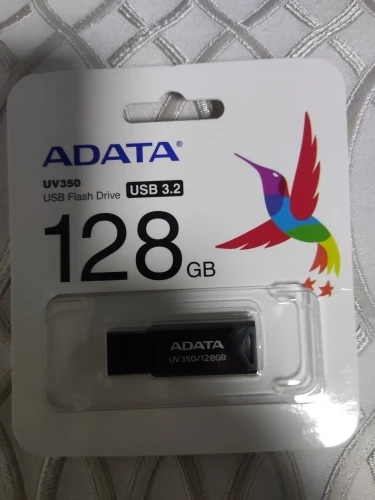 ADATA®
UV350
USB Flash Drive USB 3.2
128 GB
ADATA
UV350/128GB